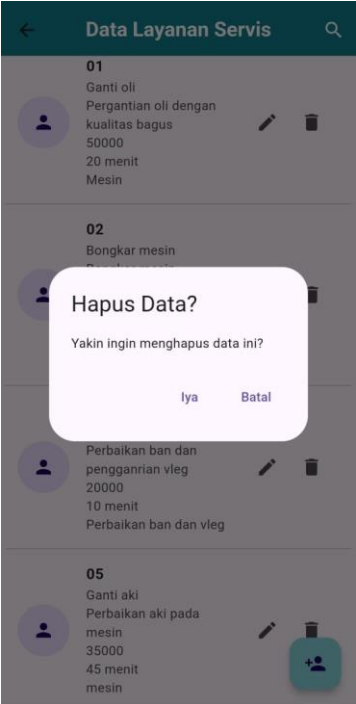 Data Layanan Servis
01
Ganti oli
Pergantian oli dengan
kualitas bagus
50000
20 menit
Mesin
02
Bongkar mesin
Hapus Data?
Yakin ingin menghapus data ini?
Iya
Batal
Perbaikan ban dan
pengganrian vleg
20000
10 menit
Perbaikan ban dan vleg
05
Ganti aki
Perbaikan aki pada
mesin
35000
45 menit
mesin